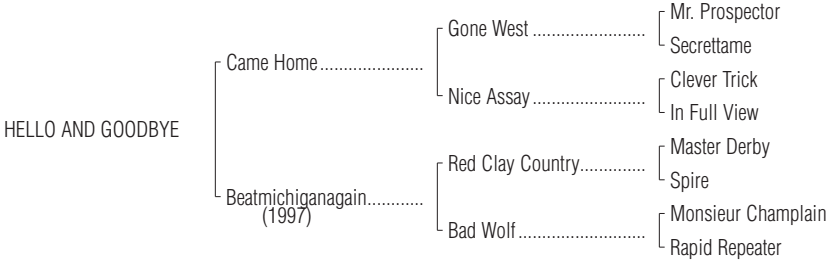 Mr. Prospector
Gone West ........................
Secrettame
Came Home......................
Clever Trick
Nice Assay ........................
In Full View
HELLO AND GOODBYE
Master Derby
Red Clay Country..............
Spire
Beatmichiganagain............
(1997)
Monsieur Champlain
Bad Wolf ...........................
Rapid Repeater